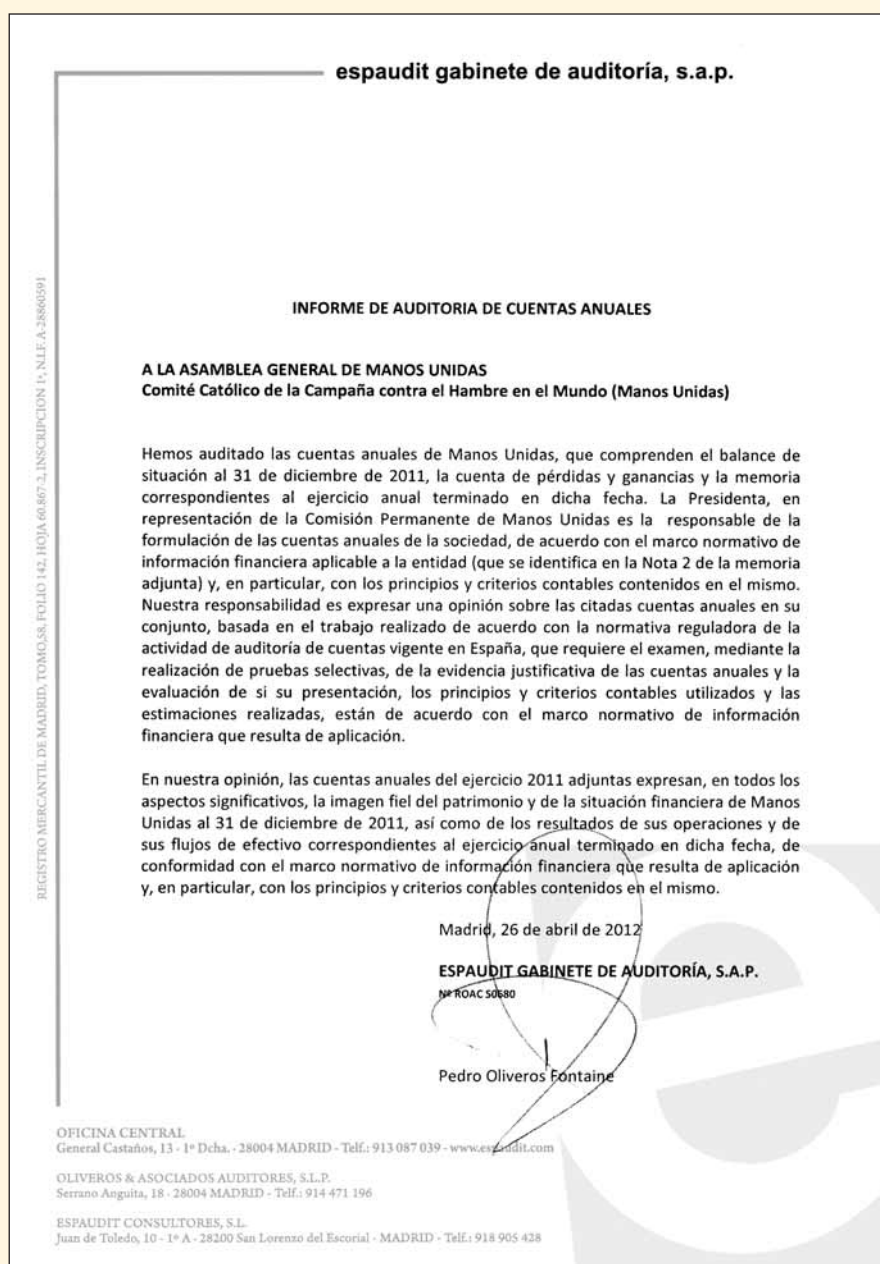 espaudit gabinete de auditoría, s.a.p.
REGISTRO MERCANTIL DE MADRID, TOMO,58, FOLIO 142, HOJA 60.867-2, INSCRIPCION 1ª, N.I.F. A-28860591
INFORME DE AUDITORIA DE CUENTAS ANUALES
A LA ASAMBLEA GENERAL DE MANOS UNIDAS
Comité Católico de la Campaña contra el Hambre en el Mundo (Manos Unidas)
Hemos auditado las cuentas anuales de Manos Unidas, que comprenden el balance de
situación al 31 de diciembre de 2011, la cuenta de pérdidas y ganancias y la memoria
correspondientes al ejercicio anual terminado en dicha fecha. La Presidenta, en
representación de la Comisión Permanente de Manos Unidas es la responsable de la
formulación de las cuentas anuales de la sociedad, de acuerdo con el marco normativo de
información financiera aplicable a la entidad (que se identifica en la Nota 2 de la memoria
adjunta) y, en particular, con los principios y criterios contables contenidos en el mismo.
Nuestra responsabilidad es expresar una opinión sobre las citadas cuentas anuales en su
conjunto, basada en el trabajo realizado de acuerdo con la normativa reguladora de la
actividad de auditoría de cuentas vigente en España, que requiere el examen, mediante la
realización de pruebas selectivas, de la evidencia justificativa de las cuentas anuales y la
evaluación de si su presentación, los principios y criterios contables utilizados y las
estimaciones realizadas, están de acuerdo con el marco normativo de información
financiera que resulta de aplicación.
En nuestra opinión, las cuentas anuales del ejercicio 2011 adjuntas expresan, en todos los
aspectos significativos, la imagen fiel del patrimonio y de la situación financiera de Manos
Unidas al 31 de diciembre de 2011, así como de los resultados de sus operaciones y de
sus flujos de efectivo correspondientes al ejercicio anual terminado en dicha fecha, de
conformidad con el marco normativo de información financiera que resulta de aplicación
y, en particular, con los principios y criterios contables contenidos en el mismo.
Madrid, 26 de abril de 2012
ESPAUDIT GABINETE DE AUDITORÍA, S.A.P.
Nº ROAC S0680
Pedro Oliveros Fontaine
OFICINA CENTRAL
General Castaños, 13 - 1º Dcha. - 28004 MADRID - Telf.: 913 087 039 - www.espaudit.com
OLIVEROS & ASOCIADOS AUDITORES, S.L.P.
Serrano Anguita, 18 - 28004 MADRID - Telf.: 914 471 196
ESPAUDIT CONSULTORES, S.L.
Juan de Toledo, 10 - 1º A - 28200 San Lorenzo del Escorial - MADRID - Telf.: 918 905 428